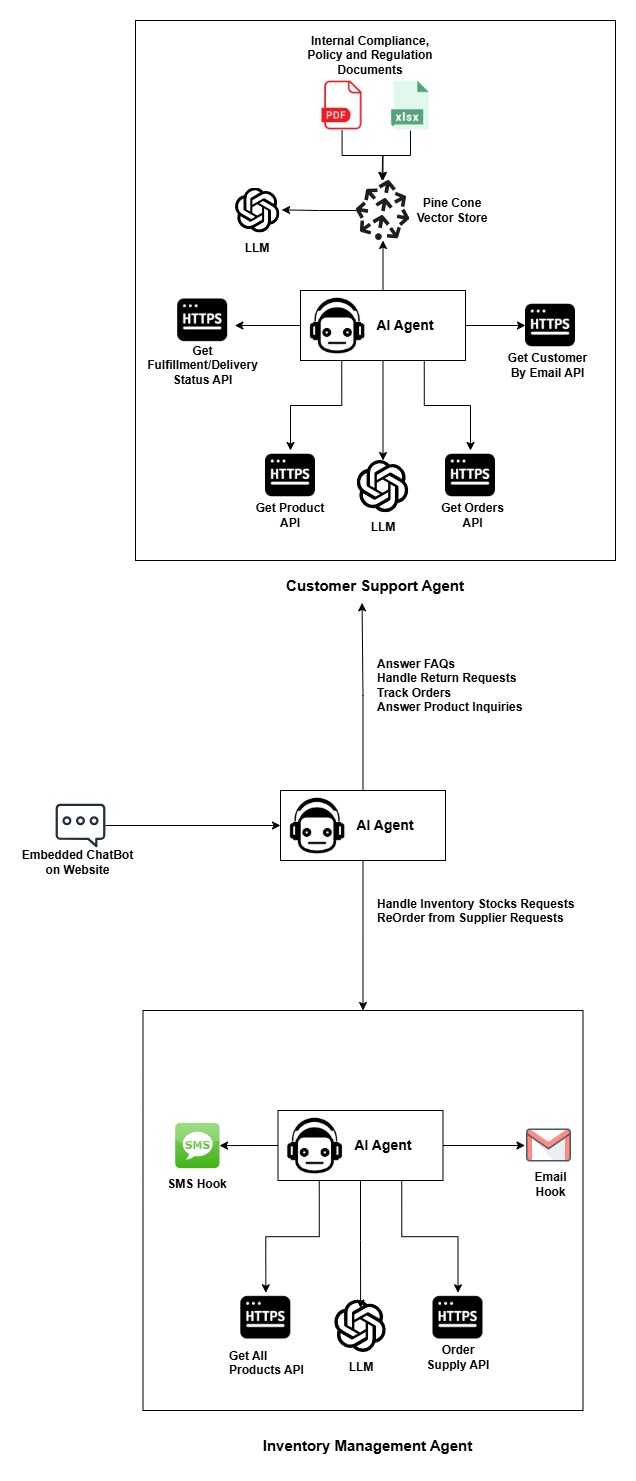 Internal Compliance,
Policy and Regulation
Documents
PDF
xlsx
Pine Cone
Vector Store
LLM
HTTPS
AI Agent
HTTPS
Get
Fulfillment/Delivery
Status API
Get Customer
By Email API
HTTPS
HTTPS
Get Product
API
LLM
Get Orders
API
Customer Support Agent
Answer FAQs
Handle Return Requests
Track Orders
Answer Product Inquiries
AI Agent
Embedded ChatBot
on Website
Handle Inventory Stocks Requests
ReOrder from Supplier Requests
SMS
AI Agent
SMS Hook
Email
Hook
HTTPS
HTTPS
Get All
Products API
LLM
Order
Supply API
Inventory Management Agent